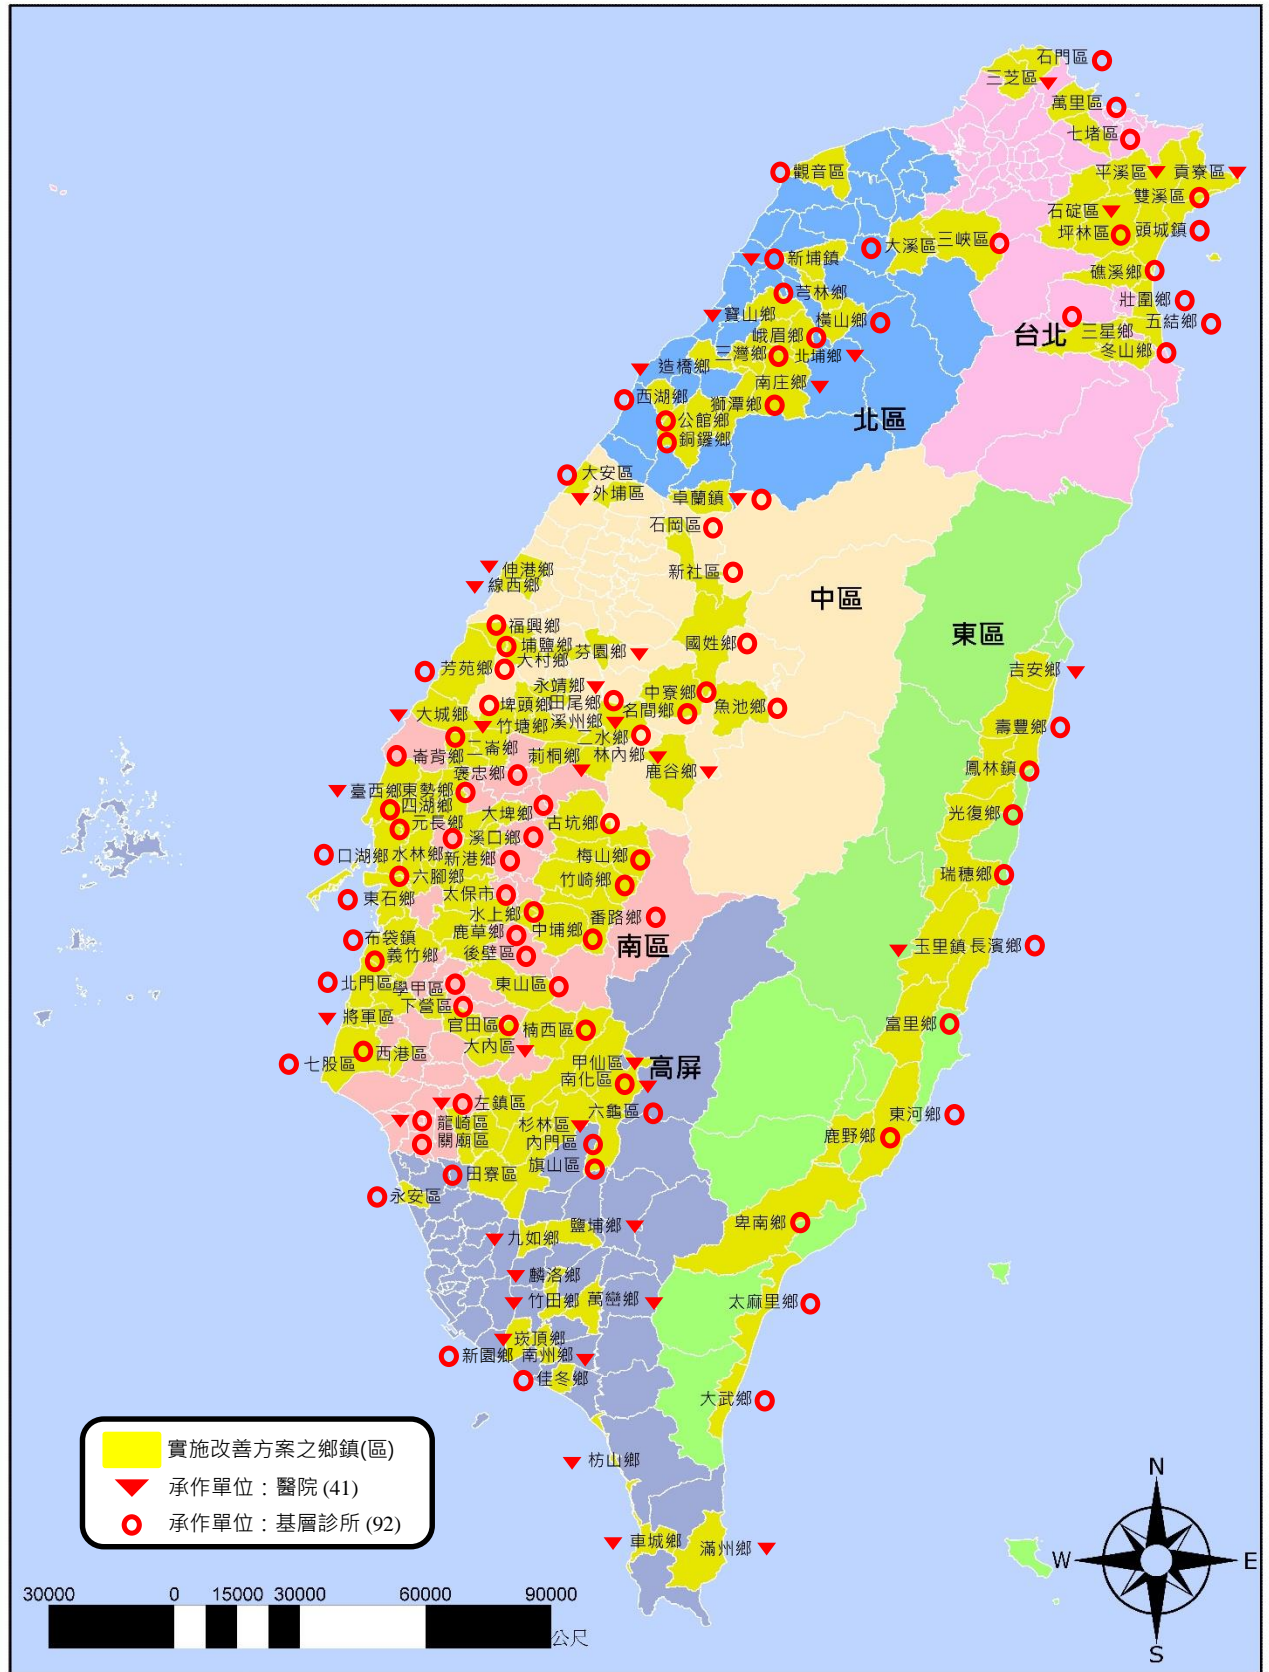 石門區
三芝區
萬里區
七堵區
平溪區 貢寮區
觀音區
雙溪區
石碇區
坪林區 頭城鎮
大溪區 三峽區
新埔鎮
礁溪鄉
芎林鄉
壯圍鄉
寶山鄉
橫山鄉
五結鄉
峨眉鄉
台北
三星鄉
三灣鄉 北埔鄉
冬山鄉
造橋鄉
南庄鄉
西湖鄉
獅潭鄉
公館鄉
北區
銅鑼鄉
大安區
外埔區
卓蘭鎮
石岡區
伸港鄉
新社區
線西鄉
中區
福興鄉
東區
埔鹽鄉
芬園鄉
國姓鄉
大村鄉
芳苑鄉
吉安鄉
永靖鄉
中寮鄉
埤頭鄉
田尾鄉
魚池鄉
大城鄉
名間鄉
溪州鄉
竹塘鄉
壽豐鄉
二水鄉
二崙鄉
崙背鄉
莿桐鄉
林內鄉
褒忠鄉
鹿谷鄉
鳳林鎮
臺西鄉 東勢鄉
四湖鄉
大埤鄉
古坑鄉
光復鄉
元長鄉
溪口鄉
口湖鄉 水林鄉
新港鄉
梅山鄉
六腳鄉
竹崎鄉
瑞穗鄉
太保市
東石鄉
水上鄉
番路鄉
鹿草鄉
中埔鄉
布袋鎮
後壁區
南區
玉里鎮 長濱鄉
義竹鄉
北門區
學甲區
東山區
下營區
將軍區
官田區 楠西區
富里鄉
大內區
西港區
七股區
甲仙區
高屏
南化區
左鎮區
六龜區
東河鄉
龍崎區
杉林區
關廟區
內門區
鹿野鄉
旗山區
田寮區
永安區
鹽埔鄉
卑南鄉
九如鄉
麟洛鄉
竹田鄉 萬巒鄉
太麻里鄉
崁頂鄉
新園鄉 南州鄉
佳冬鄉
大武鄉
實施改善方案之鄉鎮(區)
承作單位：醫院 (41)
承作單位：基層診所 (92)
枋山鄉
車城鄉
滿州鄉
N
W
E
S
30000 0 15000 30000 60000 90000
公尺